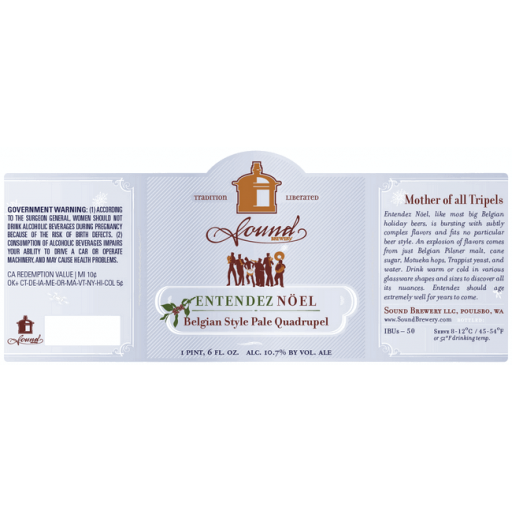 GOVERNMENT WARNING: (1) ACCORDING
TO THE SURGEON GENERAL, WOMEN SHOULD NOT
DRINK ALCOHOLIC BEVERAGES DURING PREGNANCY
BECAUSE OF THE RISK OF BIRTH DEFECTS. (2)
CONSUMPTION OF ALCOHOLIC BEVERAGES IMPAIRS
YOUR ABILITY TO DRIVE A CAR OR OPERATE
MACHINERY, AND MAY CAUSE HEALTH PROBLEMS.
CA REDEMPTION VALUE | MI 10¢
OK+ CT-DE-IA-ME-OR-MA-VT-NY-HI-COL 5¢
Sound
TRADITION LIBERATED
Sound
BREWERY
ENTENDEZ NÖEL
Belgian Style Pale Quadrupel
1 PINT, 6 FL. OZ. ALC. 10.7% BY VOL. ALE
Mother of all Tripels
Entendez Nöel, like most big Belgian
holiday beers, is bursting with subtly
complex flavors and fits no particular
beer style. An explosion of flavors comes
from just Belgian Pilsner malt, cane
sugar, Motueka hops, Trappist yeast, and
water. Drink warm or cold in various
glassware shapes and sizes to discover all
its nuances. Entendez should age
extremely well for years to come.
SOUND BREWERY LLC, POULSBO, WA
www.SoundBrewery.com
IBUs – 50 SERVE 8-12°C / 45-54°F
or 52°F drinking temp.